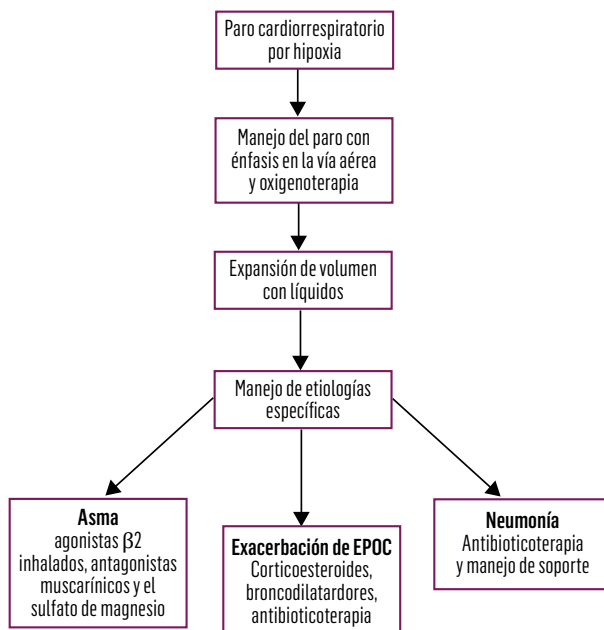 Paro cardiorrespiratorio
por hipoxia
Manejo del paro con
énfasis en la vía aérea
y oxigenoterapia
Expansión de volumen
con líquidos
Manejo de etiologías
específicas
Asma
agonistas β2
inhalados, antagonistas
muscarínicos y el
sulfato de magnesio
Exacerbación de EPOC
Corticoesteroides,
broncodilatardores,
antibioticoterapia
Neumonía
Antibioticoterapia
y manejo de soporte